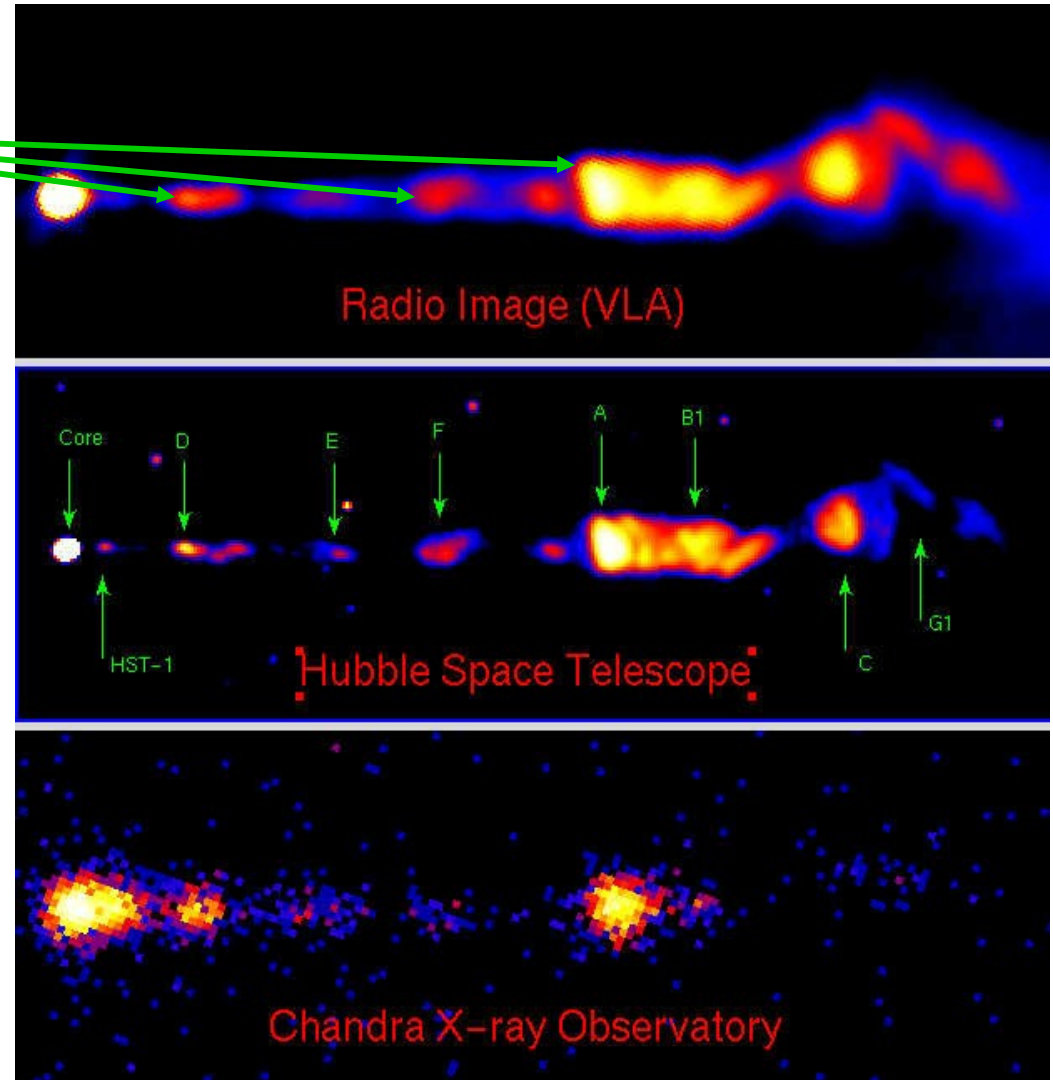 Radio Image (VLA)
Core
D
E
F
A
B1
HST-1
C
G1
Hubble Space Telescope
Chandra X-ray Observatory